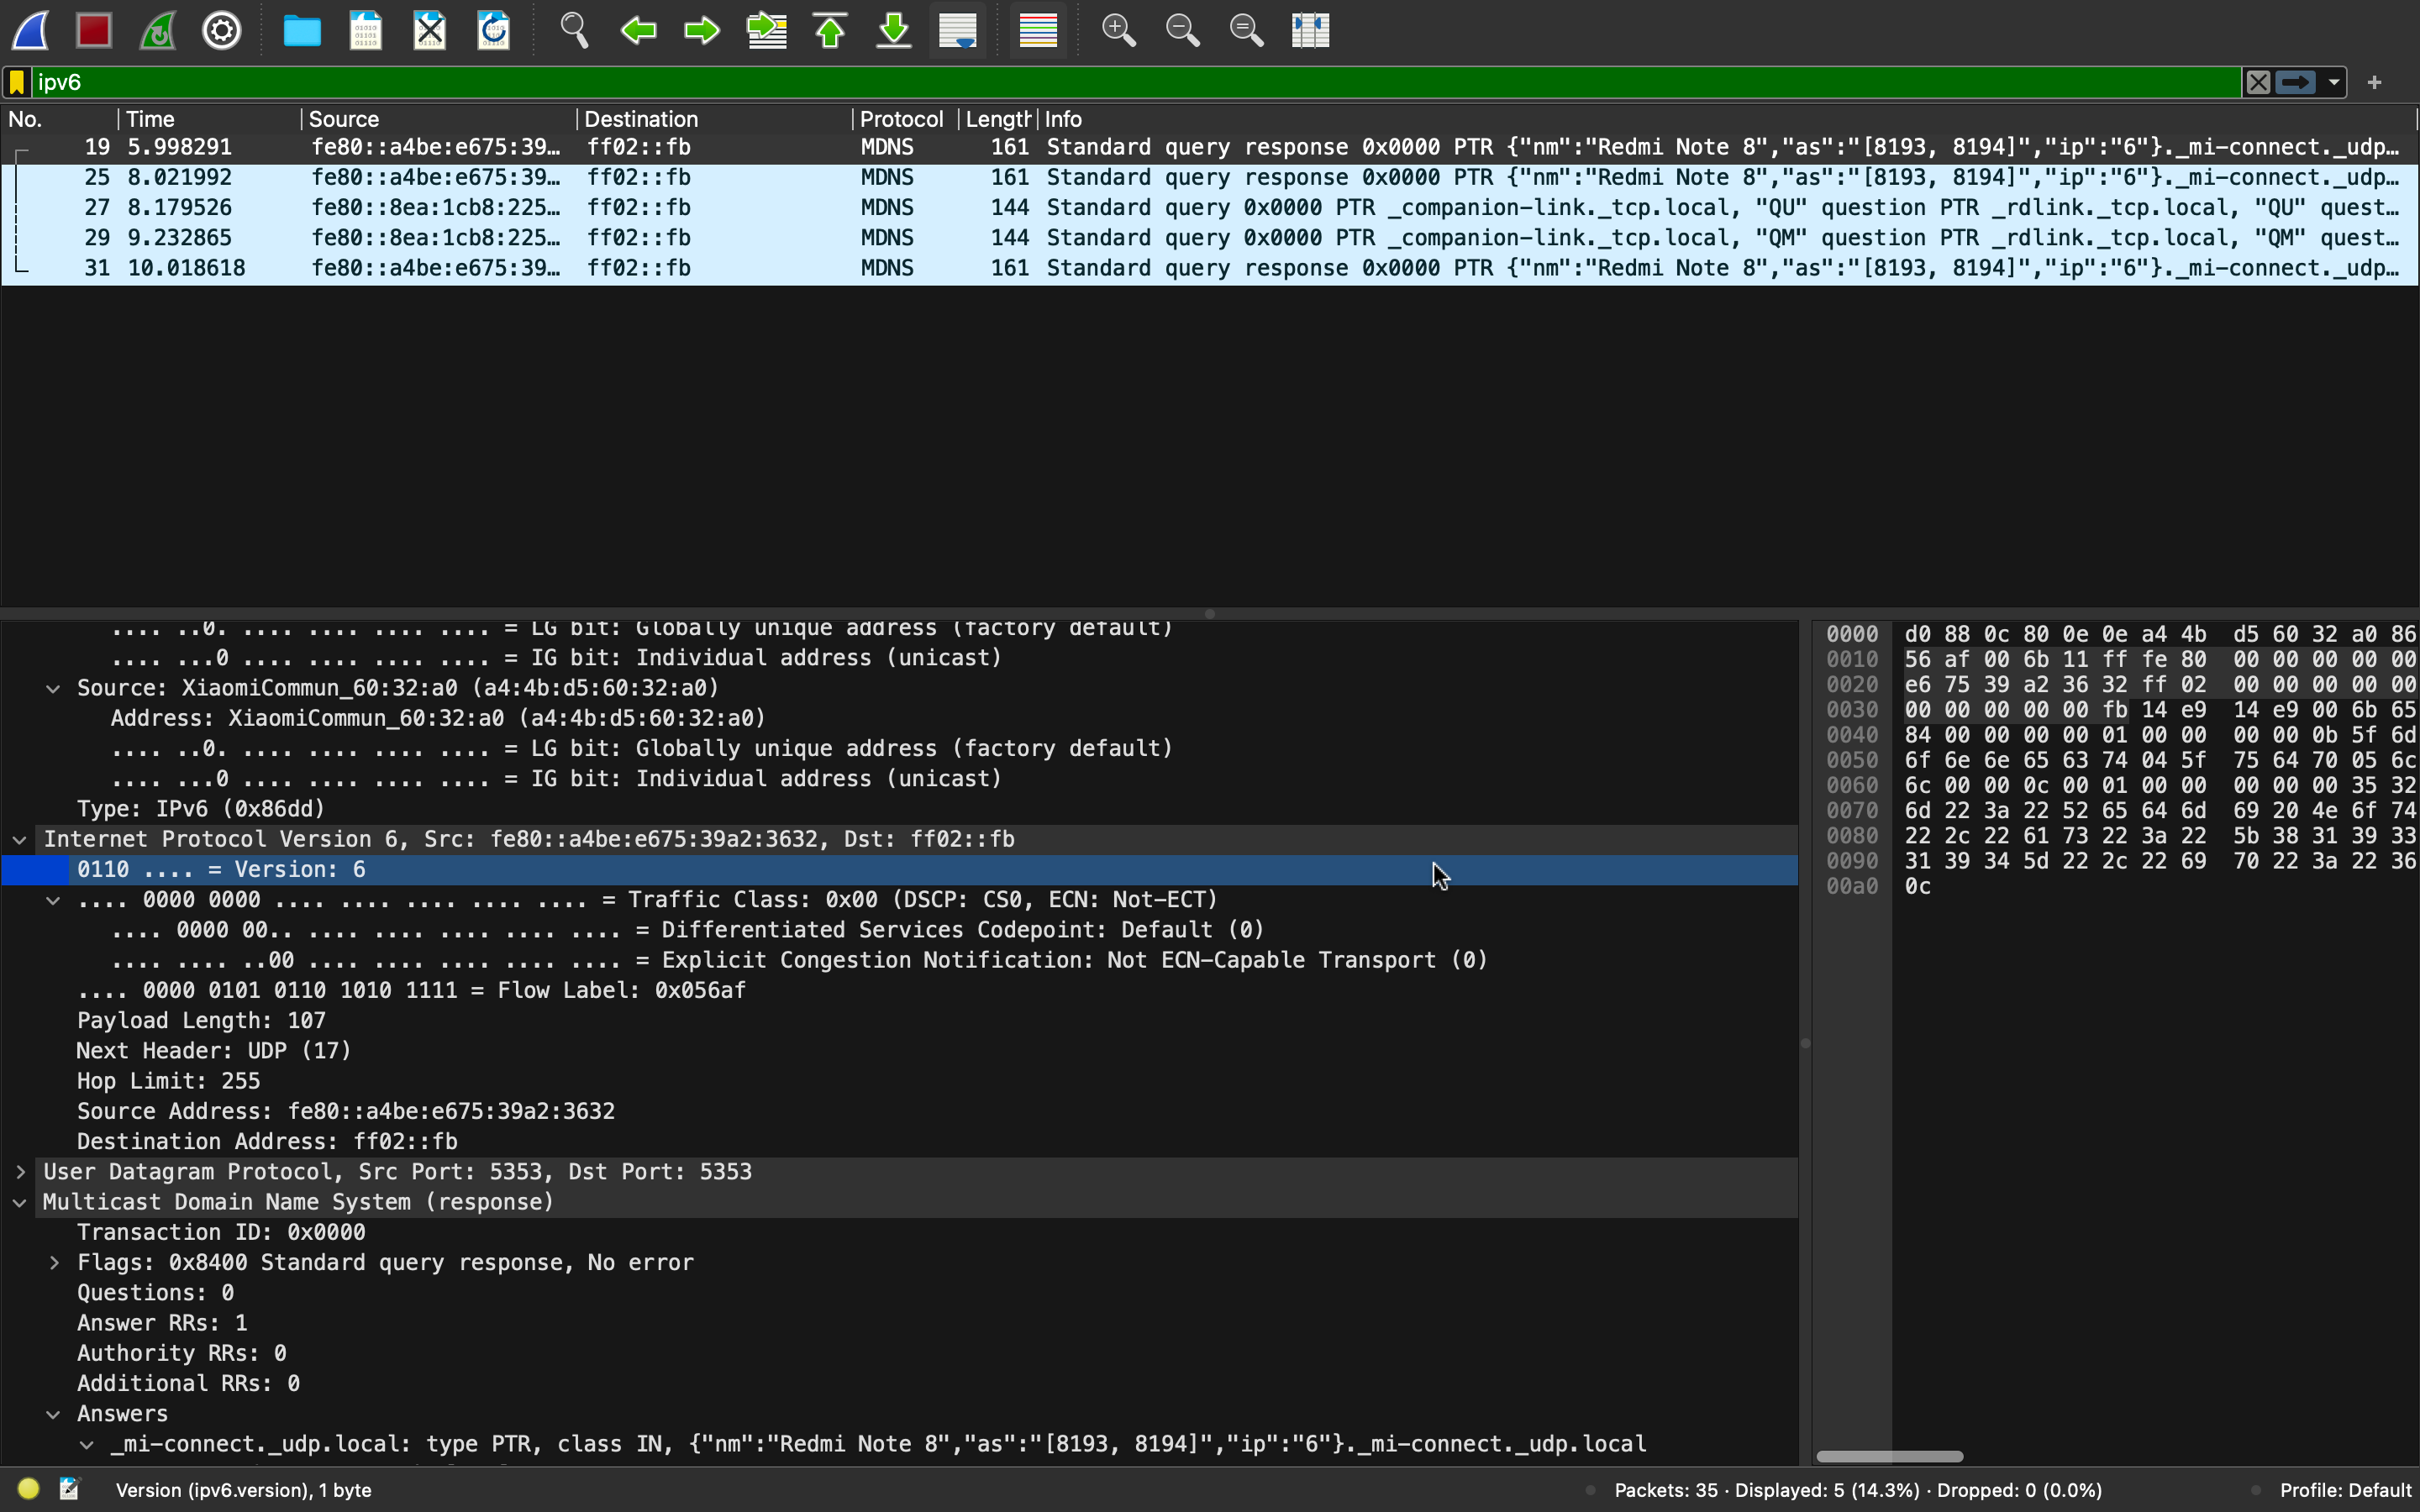 ipv6
No. Time Source Destination Protocol Length Info
19 5.998291 fe80::a4be:e675:39… ff02::fb MDNS 161 Standard query response 0x0000 PTR {"nm":"Redmi Note 8","as":"[8193, 8194]","ip":"6"}._mi-connect._udp…
25 8.021992 fe80::a4be:e675:39… ff02::fb MDNS 161 Standard query response 0x0000 PTR {"nm":"Redmi Note 8","as":"[8193, 8194]","ip":"6"}._mi-connect._udp…
27 8.179526 fe80::8ea:1cb8:225… ff02::fb MDNS 144 Standard query 0x0000 PTR _companion-link._tcp.local, "QU" question PTR _rdlink._tcp.local, "QU" quest…
29 9.232865 fe80::8ea:1cb8:225… ff02::fb MDNS 144 Standard query 0x0000 PTR _companion-link._tcp.local, "QM" question PTR _rdlink._tcp.local, "QM" quest…
31 10.018618 fe80::a4be:e675:39… ff02::fb MDNS 161 Standard query response 0x0000 PTR {"nm":"Redmi Note 8","as":"[8193, 8194]","ip":"6"}._mi-connect._udp…
.... ..0. .... .... .... .... = LG bit: Globally unique address (factory default)
.... ...0 .... .... .... .... = IG bit: Individual address (unicast)
Source: XiaomiCommun_60:32:a0 (a4:4b:d5:60:32:a0)
Address: XiaomiCommun_60:32:a0 (a4:4b:d5:60:32:a0)
.... ..0. .... .... .... .... = LG bit: Globally unique address (factory default)
.... ...0 .... .... .... .... = IG bit: Individual address (unicast)
Type: IPv6 (0x86dd)
Internet Protocol Version 6, Src: fe80::a4be:e675:39a2:3632, Dst: ff02::fb
0110 .... = Version: 6
.... 0000 0000 .... .... .... .... .... = Traffic Class: 0x00 (DSCP: CS0, ECN: Not-ECT)
.... 0000 00.. .... .... .... .... .... = Differentiated Services Codepoint: Default (0)
.... .... ..00 .... .... .... .... .... = Explicit Congestion Notification: Not ECN-Capable Transport (0)
.... 0000 0101 0110 1010 1111 = Flow Label: 0x056af
Payload Length: 107
Next Header: UDP (17)
Hop Limit: 255
Source Address: fe80::a4be:e675:39a2:3632
Destination Address: ff02::fb
User Datagram Protocol, Src Port: 5353, Dst Port: 5353
Multicast Domain Name System (response)
Transaction ID: 0x0000
Flags: 0x8400 Standard query response, No error
Questions: 0
Answer RRs: 1
Authority RRs: 0
Additional RRs: 0
Answers
_mi-connect._udp.local: type PTR, class IN, {"nm":"Redmi Note 8","as":"[8193, 8194]","ip":"6"}._mi-connect._udp.local
0000 d0 88 0c 80 0e 0e a4 4b d5 60 32 a0 86
0010 56 af 00 6b 11 ff fe 80 00 00 00 00 00
0020 e6 75 39 a2 36 32 ff 02 00 00 00 00 00
0030 00 00 00 00 00 fb 14 e9 14 e9 00 6b 65
0040 84 00 00 00 00 01 00 00 00 00 0b 5f 6d
0050 6f 6e 6e 65 63 74 04 5f 75 64 70 05 6c
0060 6c 00 00 0c 00 01 00 00 00 00 00 35 32
0070 6d 22 3a 22 52 65 64 6d 69 20 4e 6f 74
0080 22 2c 22 61 73 22 3a 22 5b 38 31 39 33
0090 31 39 34 5d 22 2c 22 69 70 22 3a 22 36
00a0 0c
Version (ipv6.version), 1 byte
Packets: 35 · Displayed: 5 (14.3%) · Dropped: 0 (0.0%)
Profile: Default